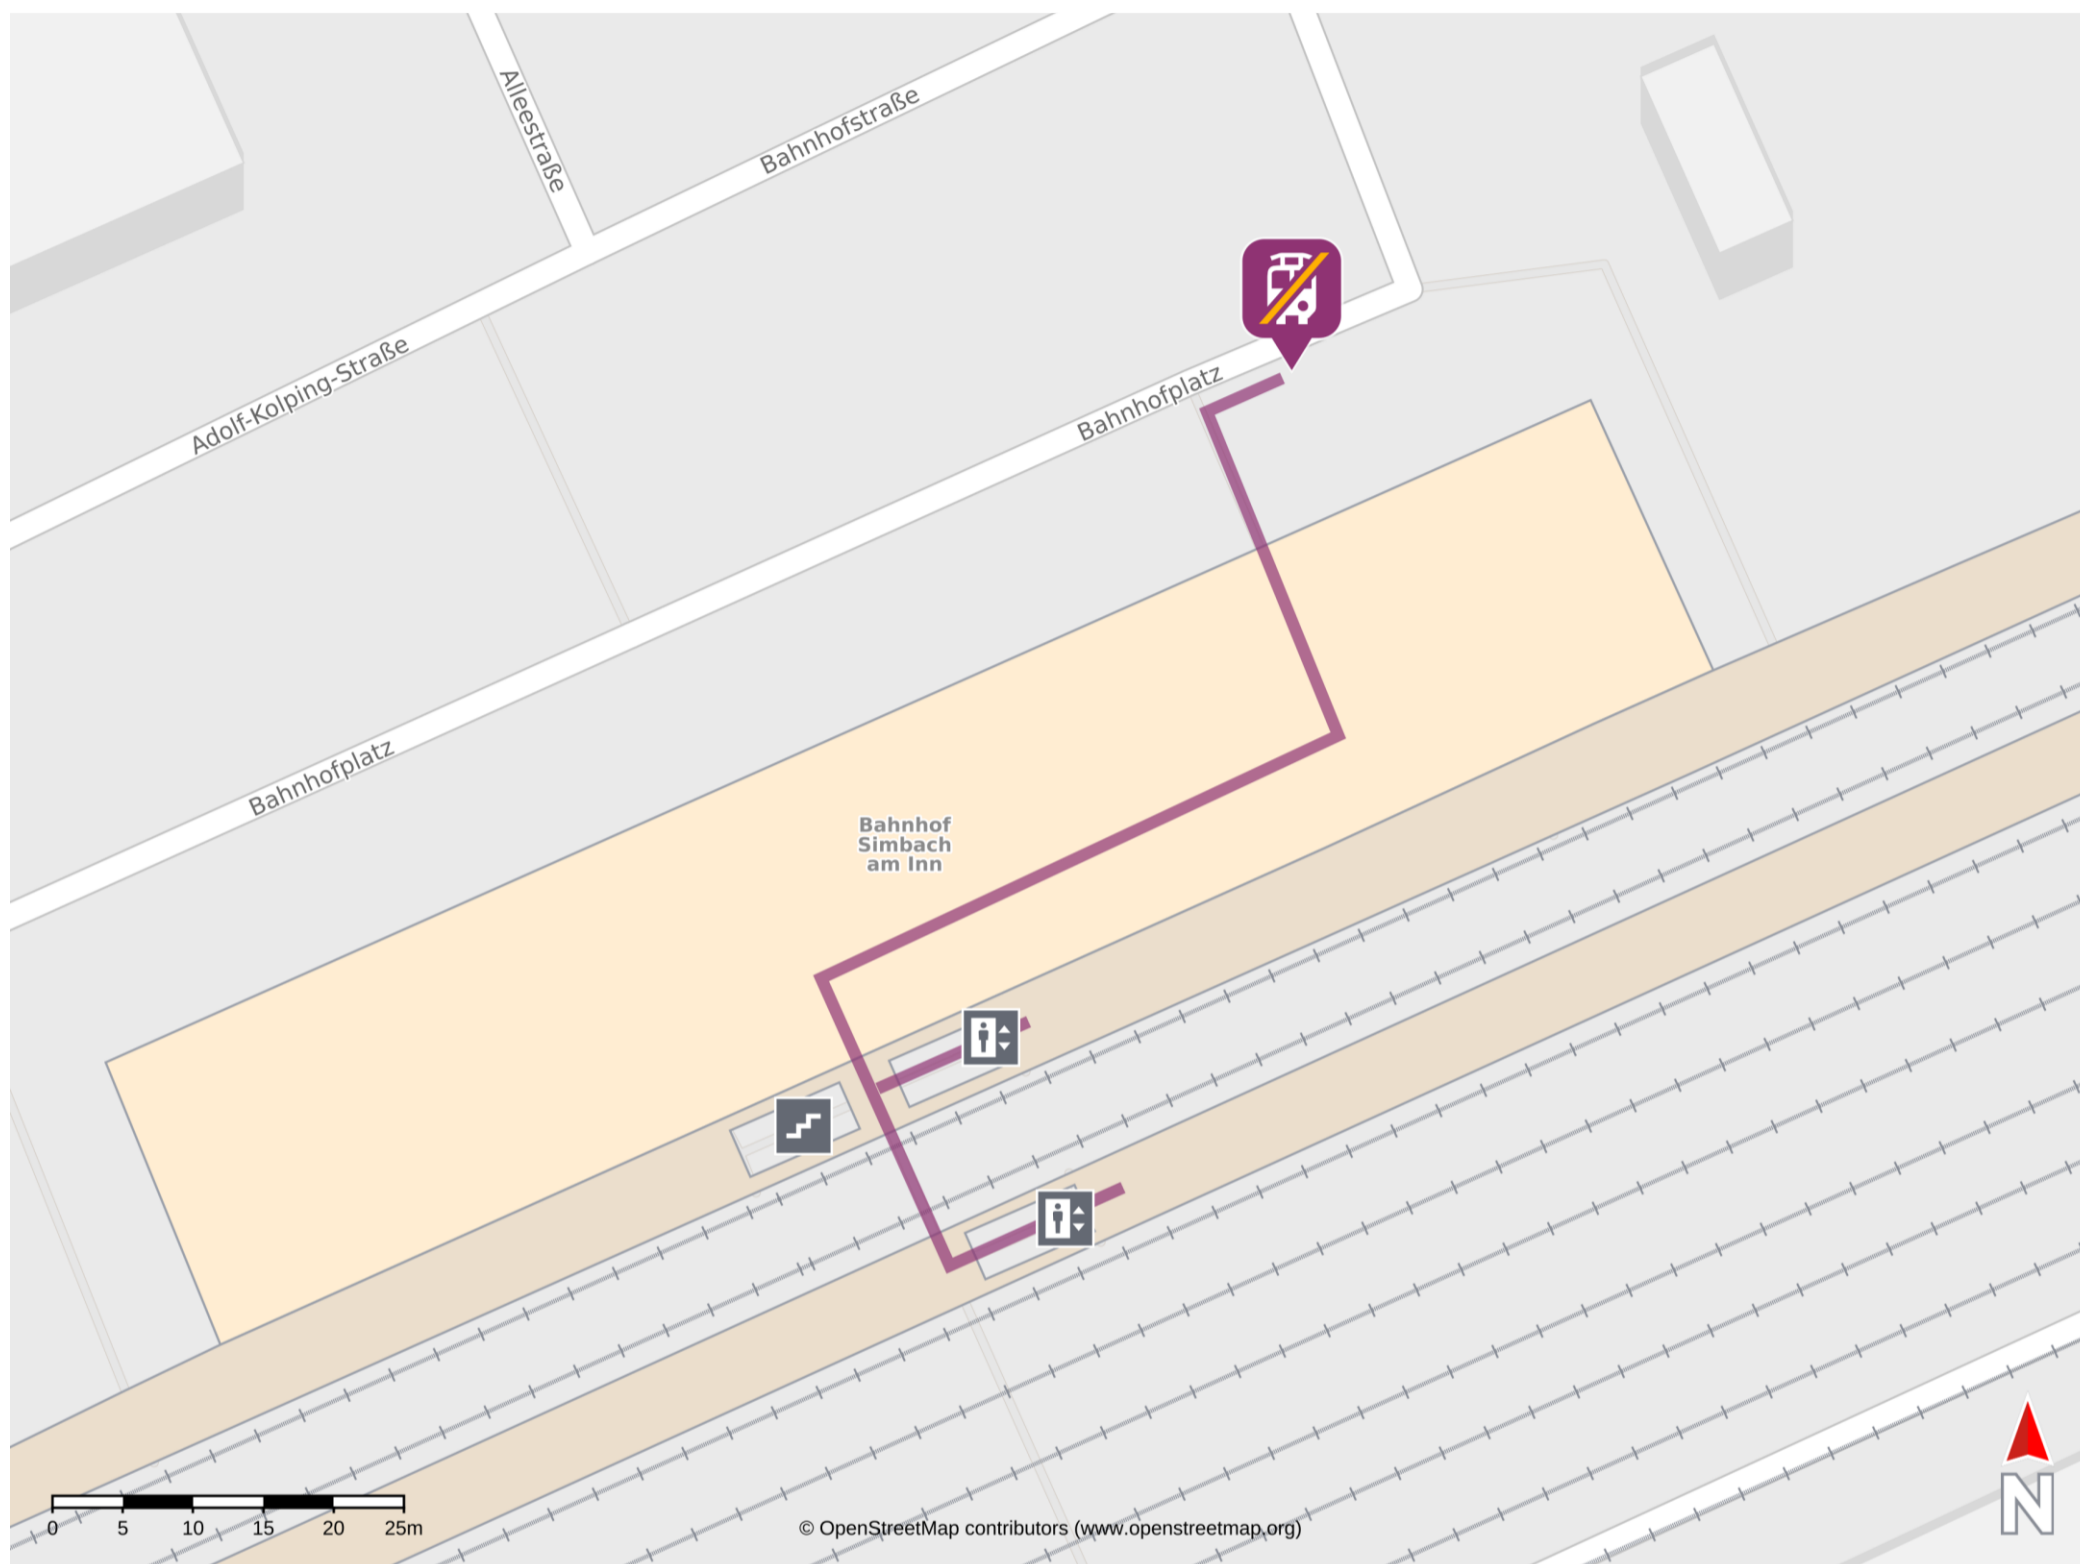 Alleestraße
Bahnhofstraße
Adolf-Kolping-Straße
Bahnhofplatz
Bahnhofplatz
Bahnhof
Simbach
am Inn
0 5 10 15 20 25m
© OpenStreetMap contributors (www.openstreetmap.org)
N